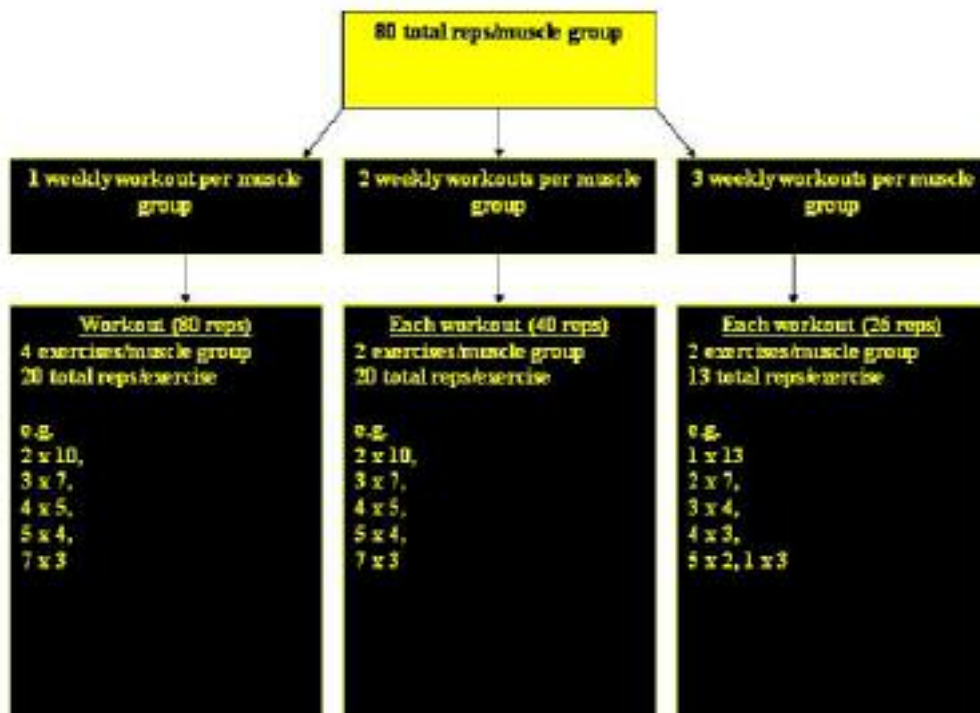 80 total reps/muscle group
1 weekly workout per muscle
group
2 weekly workouts per muscle
group
3 weekly workouts per muscle
group
Workout (80 reps)
4 exercises/muscle group
20 total reps/exercise
e.g.
2 x 10,
3 x 7,
4 x 5,
5 x 4,
7 x 3
Each workout (40 reps)
2 exercises/muscle group
20 total reps/exercise
e.g.
2 x 10,
3 x 7,
4 x 5,
5 x 4,
7 x 3
Each workout (26 reps)
2 exercises/muscle group
13 total reps/exercise
e.g.
1 x 13
2 x 7,
3 x 4,
4 x 3,
5 x 2, 1 x 3